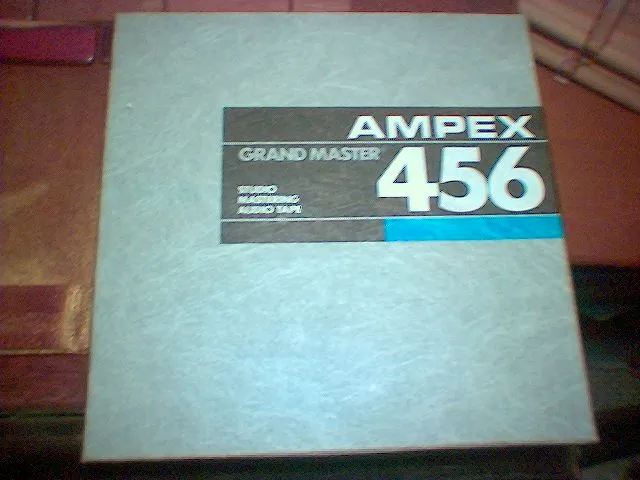 AMPEX
GRAND MASTER
456
STUDIO
MASTERING
AUDIO TAPE